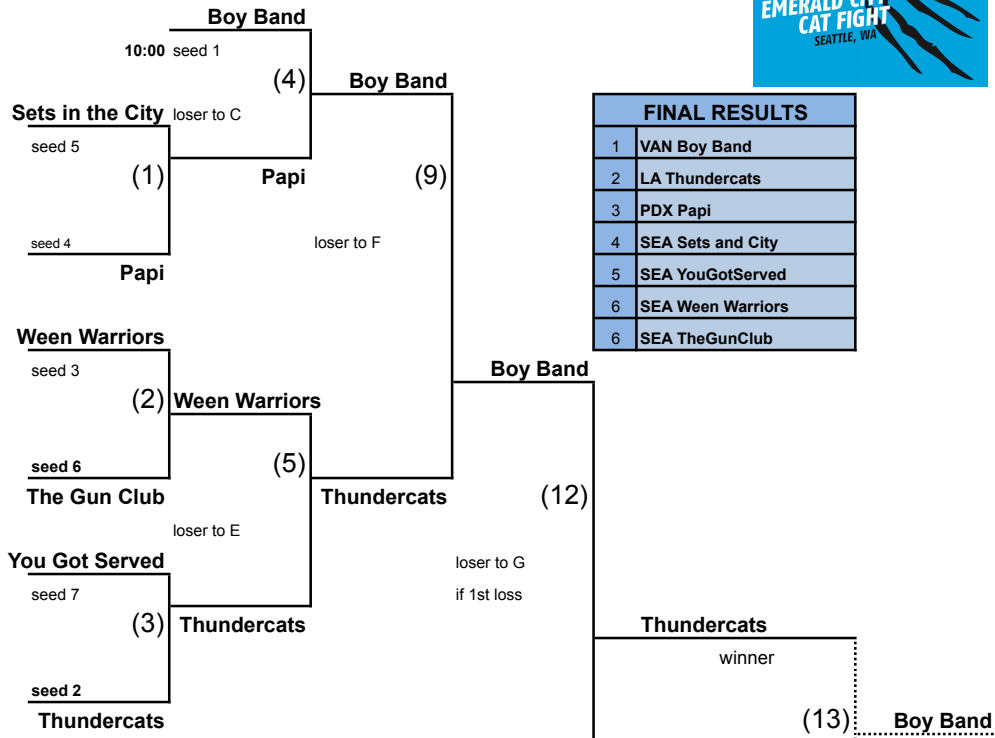 EMERALD CITY
CAT FIGHT
SEATTLE, WA
Boy Band
10:00 seed 1
(4)
Boy Band
Sets in the City loser to C
seed 5
(1)
Papi
(9)
seed 4
loser to F
Papi
FINAL RESULTS
1 VAN Boy Band
2 LA Thundercats
3 PDX Papi
4 SEA Sets and City
5 SEA YouGotServed
6 SEA Ween Warriors
6 SEA TheGunClub
Ween Warriors
seed 3
Boy Band
(2) Ween Warriors
seed 6
(5)
The Gun Club
Thundercats
(12)
loser to E
You Got Served
loser to G
seed 7
if 1st loss
(3) Thundercats
Thundercats
winner
seed 2
Thundercats
(13) Boy Band